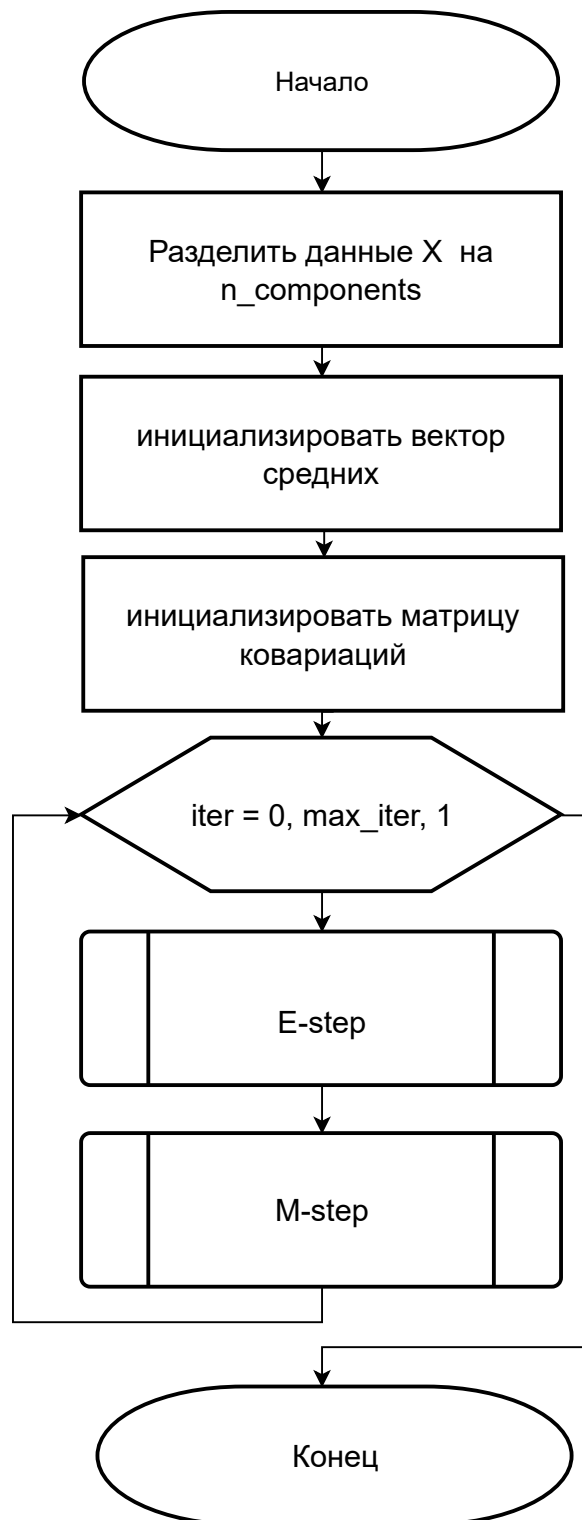 Начало
Разделить данные X на
n_components
инициализировать вектор
средних
инициализировать матрицу
ковариаций
iter = 0, max_iter, 1
E-step
M-step
Конец